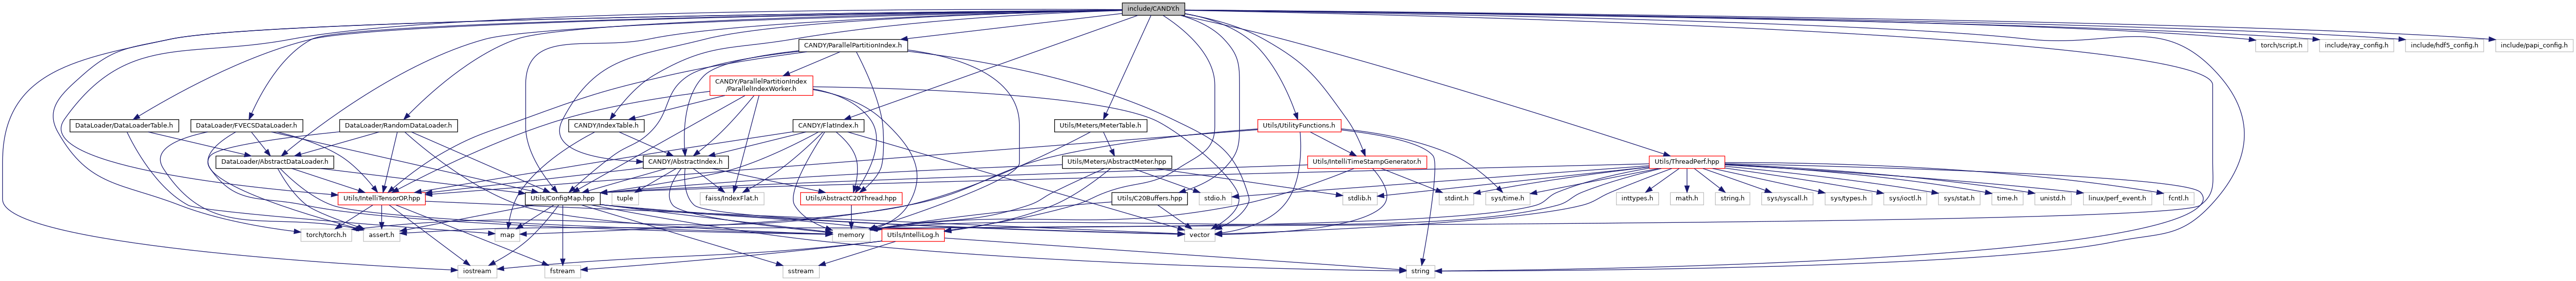 include/CANDY.h
CANDY/ParallelPartitionIndex.h
torch/script.h
include/ray_config.h
include/hdf5_config.h
include/papi_config.h
CANDY/ParallelPartitionIndex
/ParallelIndexWorker.h
DataLoader/DataLoaderTable.h
DataLoader/FVECSDataLoader.h
DataLoader/RandomDataLoader.h
CANDY/IndexTable.h
CANDY/FlatIndex.h
Utils/Meters/MeterTable.h
Utils/UtilityFunctions.h
DataLoader/AbstractDataLoader.h
CANDY/AbstractIndex.h
Utils/Meters/AbstractMeter.hpp
Utils/IntelliTimeStampGenerator.h
Utils/ThreadPerf.hpp
Utils/IntelliTensorOP.hpp
Utils/ConfigMap.hpp
tuple
faiss/IndexFlat.h
Utils/AbstractC20Thread.hpp
Utils/C20Buffers.hpp
stdio.h
stdlib.h
stdint.h
sys/time.h
inttypes.h
math.h
string.h
sys/syscall.h
sys/types.h
sys/ioctl.h
sys/stat.h
time.h
unistd.h
linux/perf_event.h
fcntl.h
torch/torch.h
assert.h
map
memory
Utils/IntelliLog.h
vector
iostream
fstream
sstream
string